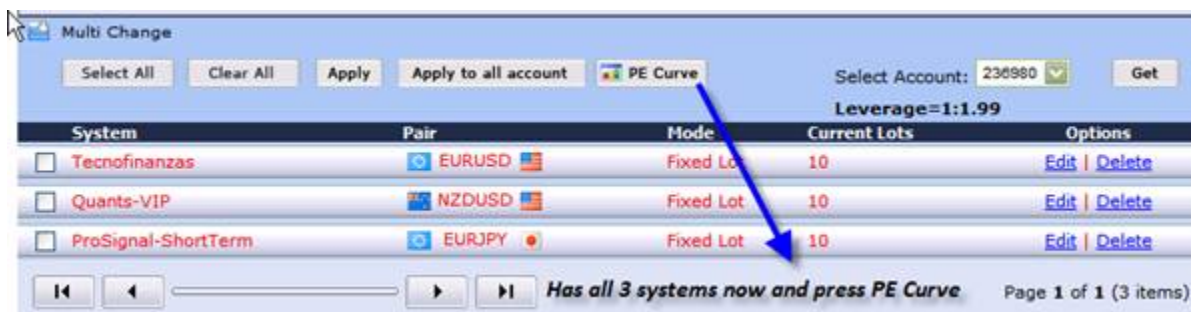 Multi Change
Select All Clear All Apply Apply to all account PE Curve Select Account: 236980 Get
Leverage=1:1.99
System Pair Mode Current Lots Options
Tecnofinanzas EURUSD Fixed Lot 10 Edit | Delete
Quants-VIP NZDUSD Fixed Lot 10 Edit | Delete
ProSignal-ShortTerm EURJPY Fixed Lot 10 Edit | Delete
Has all 3 systems now and press PE Curve Page 1 of 1 (3 items)